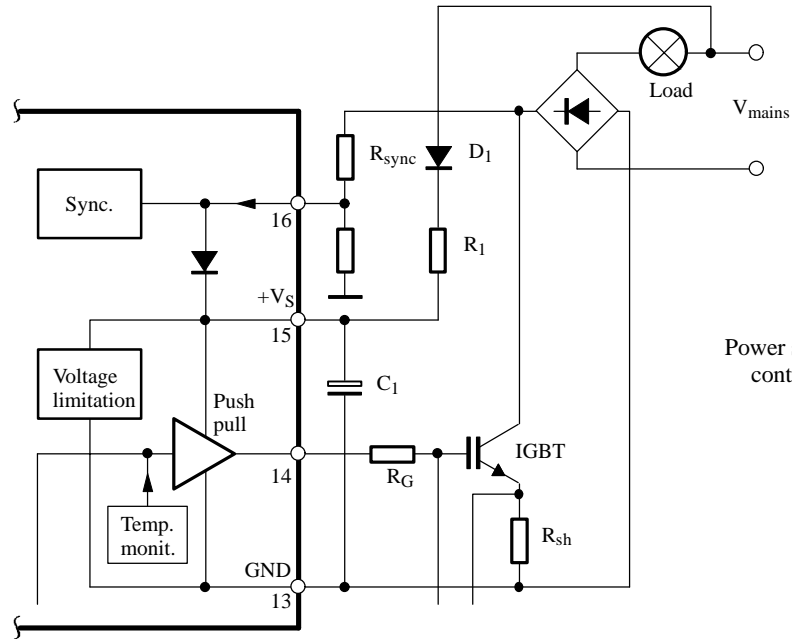 Load
V_mains
R_sync
D_1
Sync.
16
R_1
+V_S
15
Power
cont
Voltage
limitation
C_1
Push
pull
IGBT
14
R_G
Temp.
monit.
R_sh
GND
13